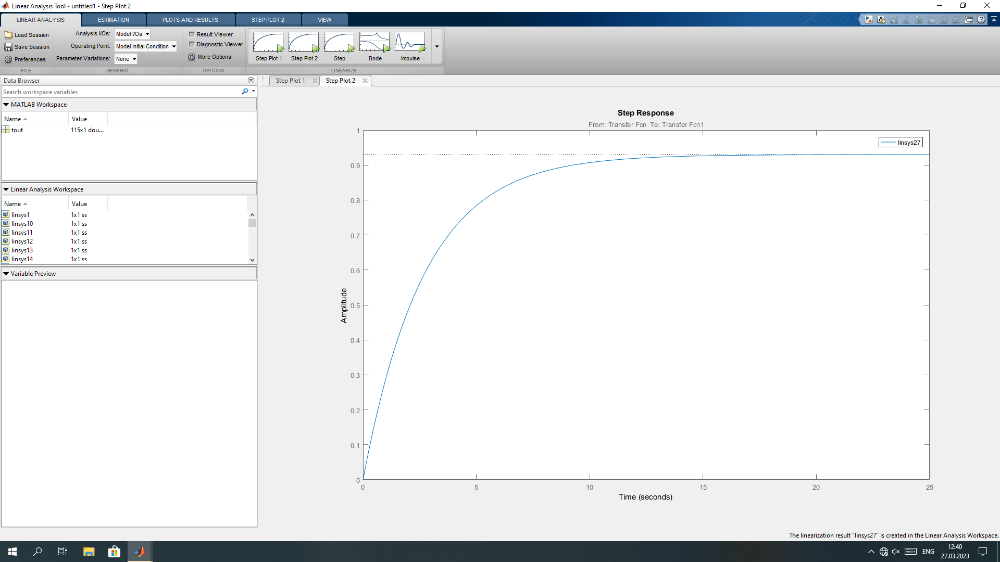 Linear Analysis Tool - untitled1 - Step Plot 2
LINEAR ANALYSIS
ESTIMATION
PLOTS AND RESULTS
STEP PLOT 2
VIEW
Load Session
Save Session
Preferences
FILE
Analysis I/Os: Model I/Os
Operating Point: Model Initial Condition
Parameter Variations: None
GENERAL
Result Viewer
Diagnostic Viewer
More Options
OPTIONS
Step Plot 1
Step Plot 2
Step
Bode
Impulse
LINEARIZE
Data Browser
Search workspace variables
MATLAB Workspace
Name Value
tout 115x1 dou...
Linear Analysis Workspace
Name Value
linsys1 1x1 ss
linsys10 1x1 ss
linsys11 1x1 ss
linsys12 1x1 ss
linsys13 1x1 ss
linsys14 1x1 ss
Variable Preview
Step Plot 1
Step Plot 2
Step Response
From: Transfer Fcn To: Transfer Fcn1
linsys27
1
0.9
0.8
0.7
0.6
0.5
0.4
0.3
0.2
0.1
0
Amplitude
0 5 10 15 20 25
Time (seconds)
The linearization result "linsys27" is created in the Linear Analysis Workspace.
ENG
12:40
27.03.2023